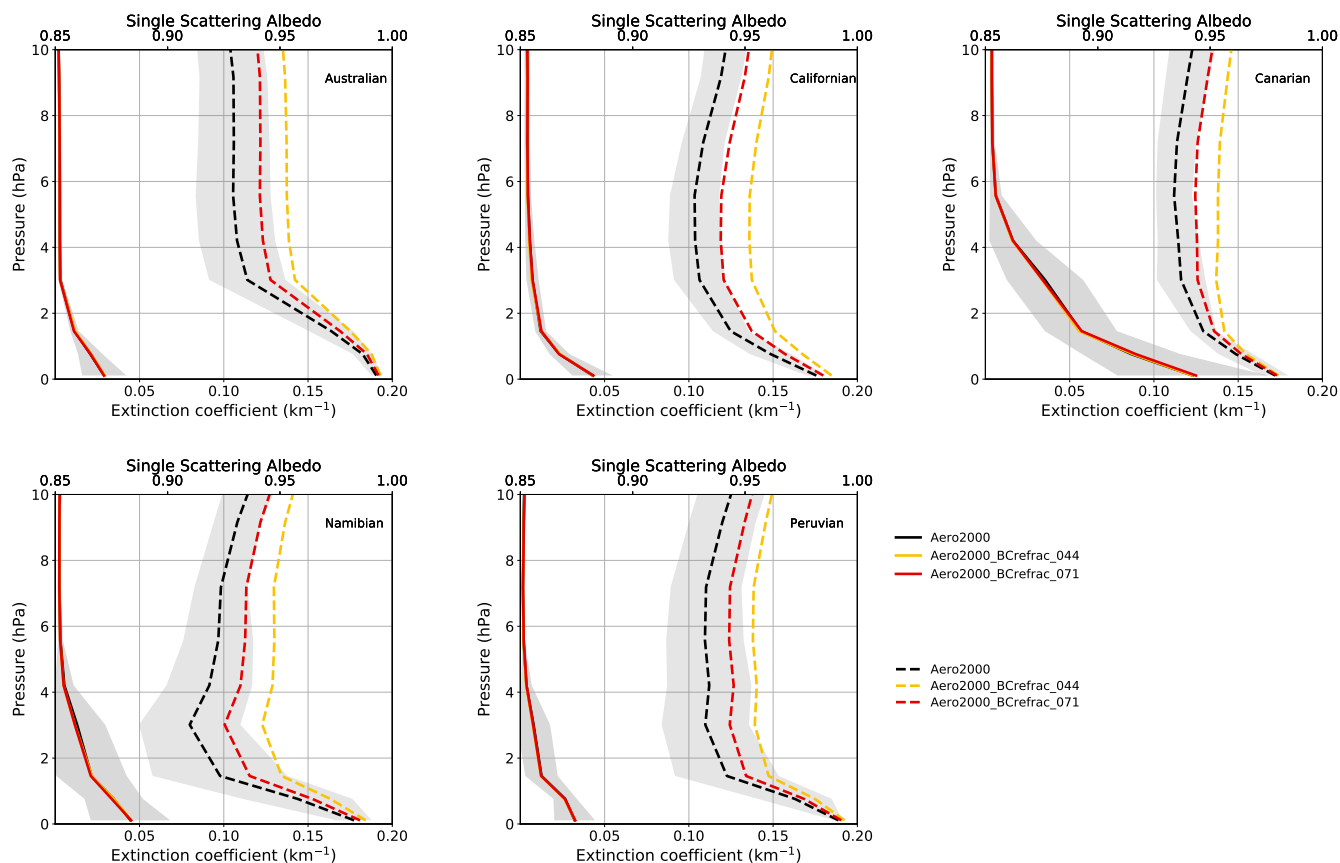 Single Scattering Albedo
0.85 0.90 0.95 1.00
10
8
6
4
2
0
Pressure (hPa)
Australian
0.05 0.10 0.15 0.20
Extinction coefficient (km⁻¹)
Single Scattering Albedo
0.85 0.90 0.95 1.00
10
8
6
4
2
0
Pressure (hPa)
Californian
0.05 0.10 0.15 0.20
Extinction coefficient (km⁻¹)
Single Scattering Albedo
0.85 0.90 0.95 1.00
10
8
6
4
2
0
Pressure (hPa)
Canarian
0.05 0.10 0.15 0.20
Extinction coefficient (km⁻¹)
Single Scattering Albedo
0.85 0.90 0.95 1.00
10
8
6
4
2
0
Pressure (hPa)
Namibian
0.05 0.10 0.15 0.20
Extinction coefficient (km⁻¹)
Single Scattering Albedo
0.85 0.90 0.95 1.00
10
8
6
4
2
0
Pressure (hPa)
Peruvian
0.05 0.10 0.15 0.20
Extinction coefficient (km⁻¹)
Aero2000
Aero2000_BCrefrac_044
Aero2000_BCrefrac_071
Aero2000
Aero2000_BCrefrac_044
Aero2000_BCrefrac_071